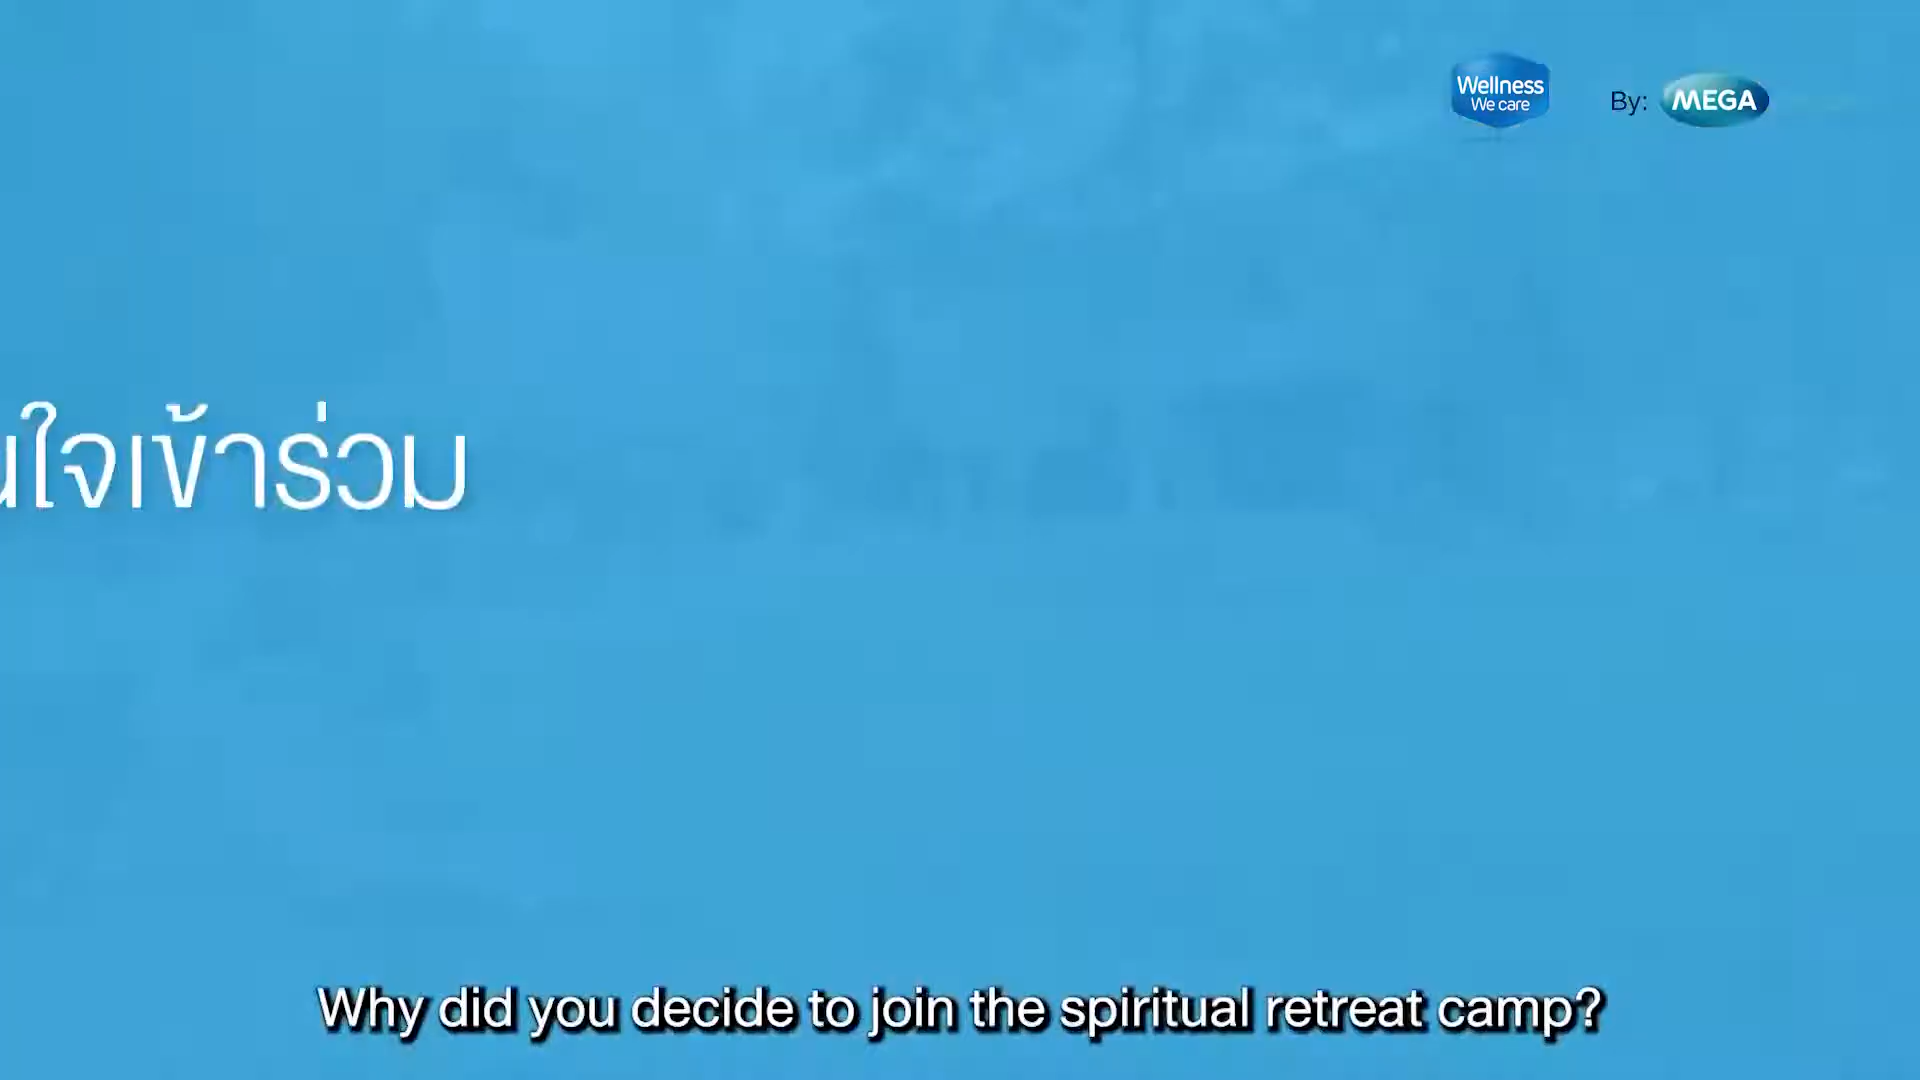 Wellness
We care
By: MEGA
นใจเข้าร่วม
Why did you decide to join the spiritual retreat camp?